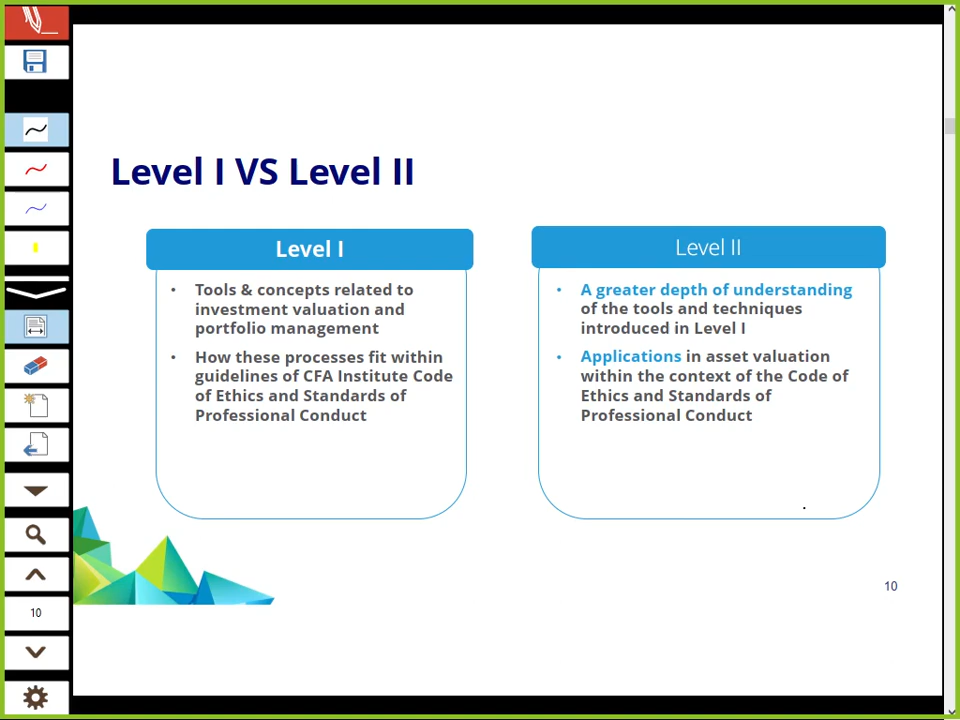 Level I VS Level II
Level I
• Tools & concepts related to
investment valuation and
portfolio management
• How these processes fit within
guidelines of CFA Institute Code
of Ethics and Standards of
Professional Conduct
Level II
• A greater depth of understanding
of the tools and techniques
introduced in Level I
• Applications in asset valuation
within the context of the Code of
Ethics and Standards of
Professional Conduct
10
10